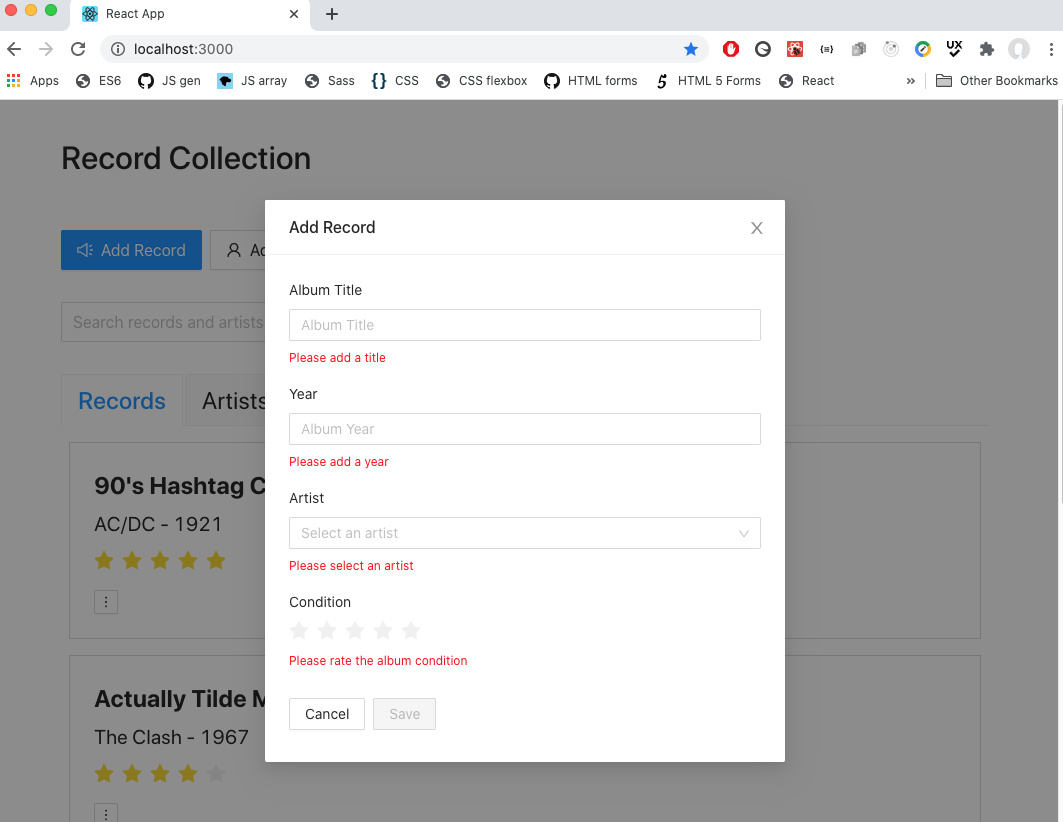 React App
localhost:3000
Apps ES6 JS gen JS array Sass CSS CSS flexbox HTML forms HTML 5 Forms React » Other Bookmarks
Record Collection
Add Record
Search records and artists
Records Artists
90's Hashtag C
AC/DC - 1921
Actually Tilde M
The Clash - 1967
Add Record
Album Title
Album Title
Please add a title
Year
Album Year
Please add a year
Artist
Select an artist
Please select an artist
Condition
Please rate the album condition
Cancel Save